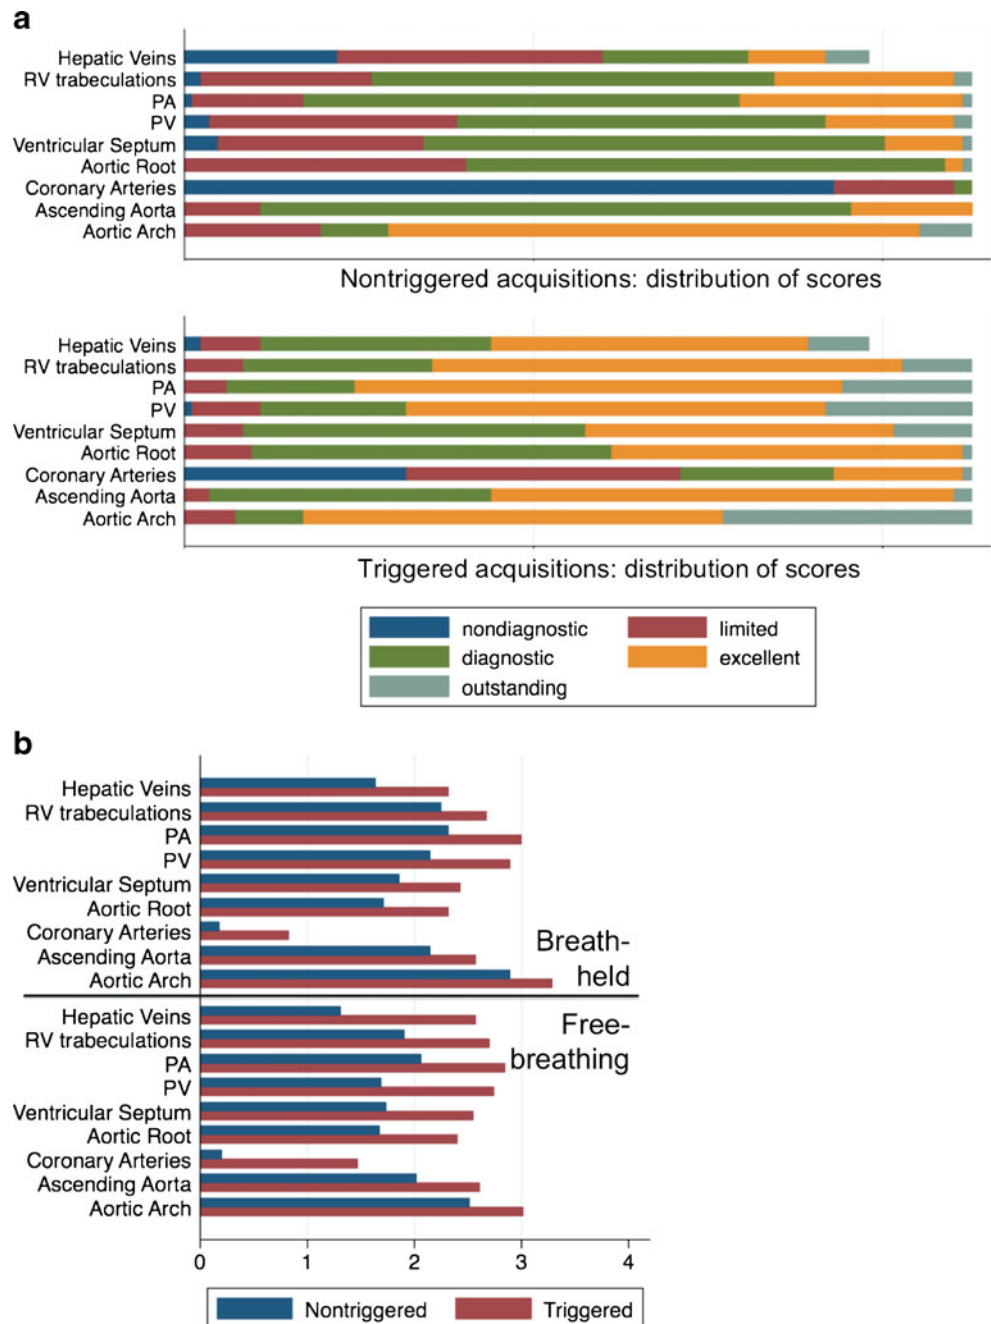 a
Hepatic Veins
RV trabeculations
PA
PV
Ventricular Septum
Aortic Root
Coronary Arteries
Ascending Aorta
Aortic Arch
Nontriggered acquisitions: distribution of scores
Hepatic Veins
RV trabeculations
PA
PV
Ventricular Septum
Aortic Root
Coronary Arteries
Ascending Aorta
Aortic Arch
Triggered acquisitions: distribution of scores
nondiagnostic limited
diagnostic excellent
outstanding
b
Hepatic Veins
RV trabeculations
PA
PV
Ventricular Septum
Aortic Root
Coronary Arteries
Ascending Aorta
Aortic Arch
Breath-
held
Hepatic Veins
RV trabeculations
PA
PV
Ventricular Septum
Aortic Root
Coronary Arteries
Ascending Aorta
Aortic Arch
Free-
breathing
0 1 2 3 4
Nontriggered Triggered